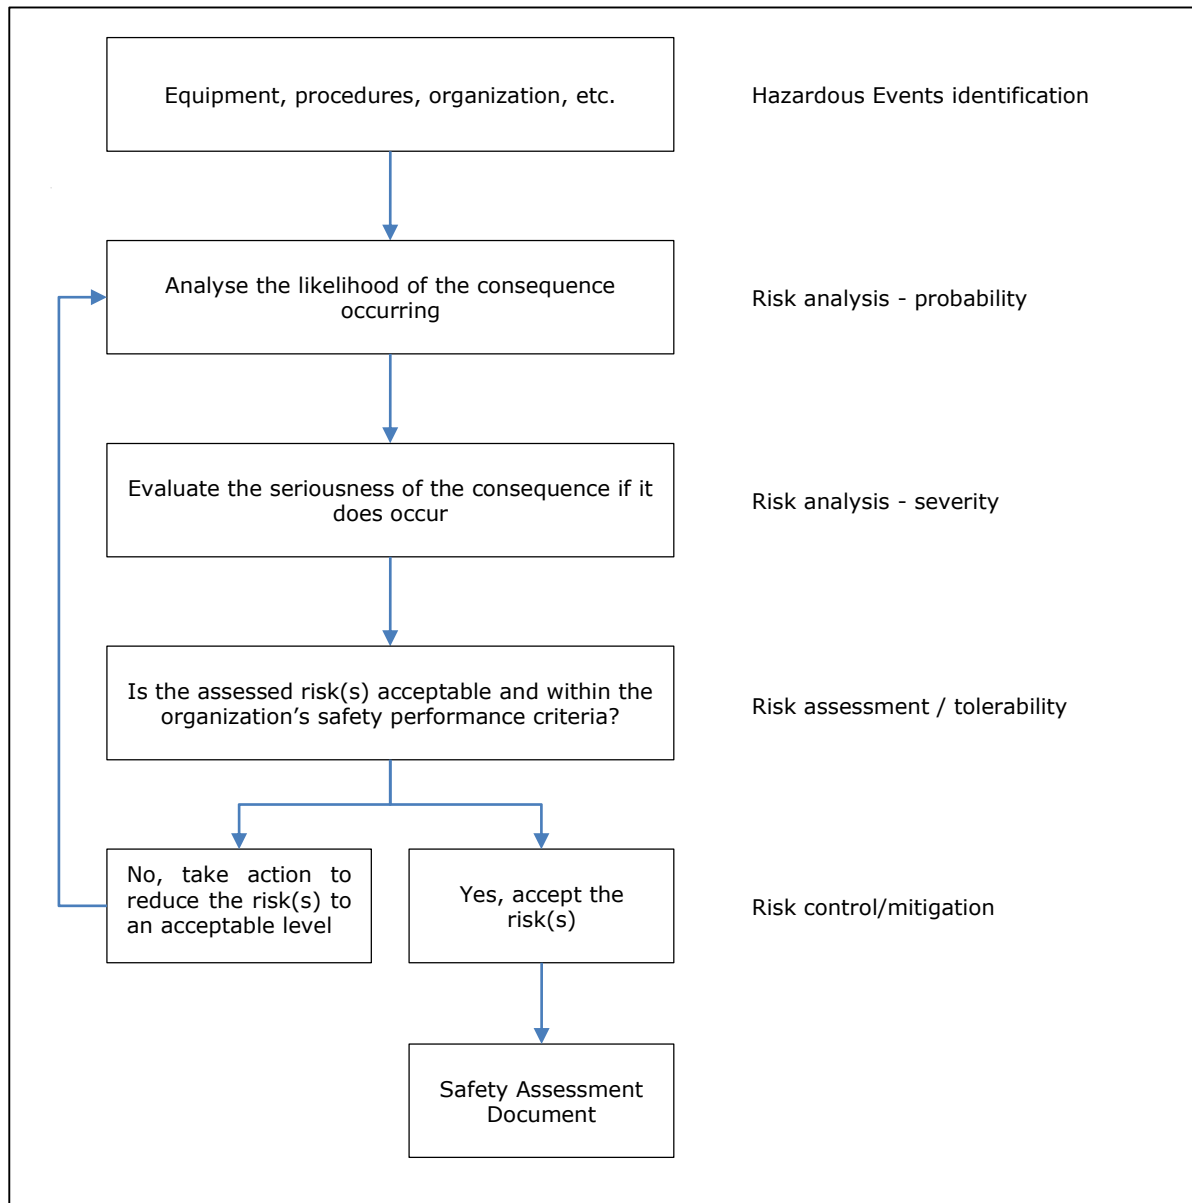 Equipment, procedures, organization, etc.
Hazardous Events identification
Analyse the likelihood of the consequence
occurring
Risk analysis - probability
Evaluate the seriousness of the consequence if it
does occur
Risk analysis - severity
Is the assessed risk(s) acceptable and within the
organization’s safety performance criteria?
Risk assessment / tolerability
No, take action to
reduce the risk(s) to
an acceptable level
Yes, accept the
risk(s)
Risk control/mitigation
Safety Assessment
Document